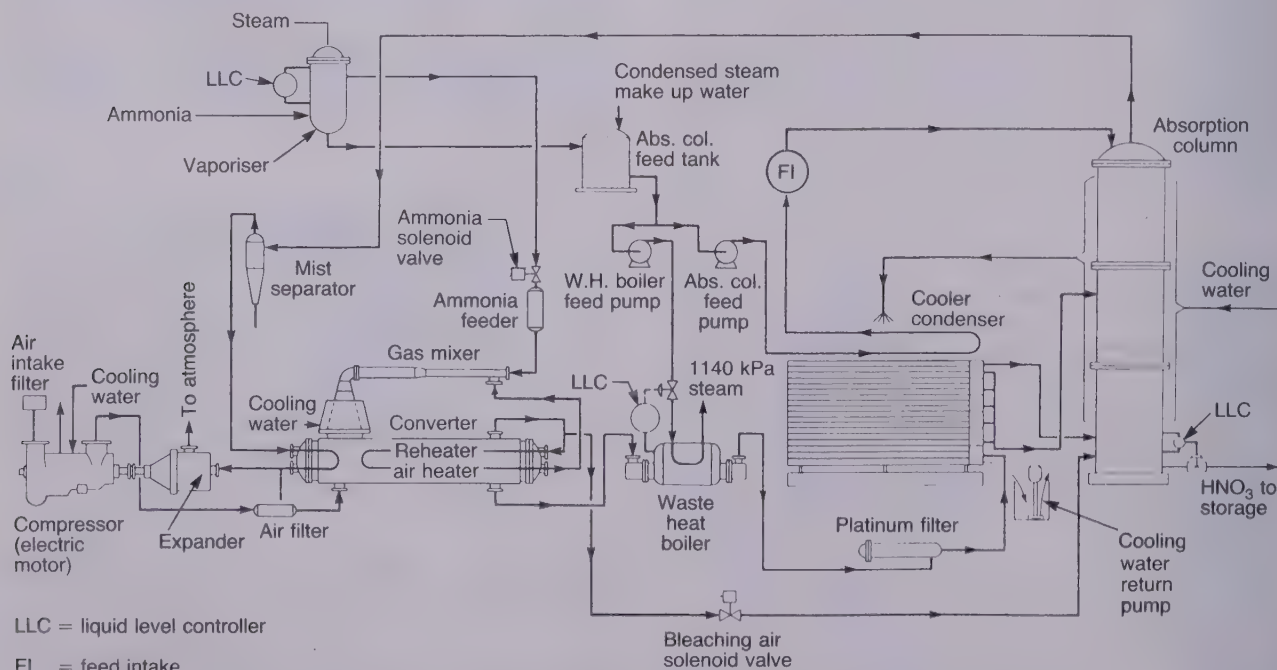 Steam
LLC
Ammonia
Vaporiser
Condensed steam
make up water
Abs. col.
feed tank
FI
Absorption
column
Ammonia
solenoid
valve
Mist
separator
Ammonia
feeder
W.H. boiler
feed pump
Abs. col.
feed
pump
Cooler
condenser
Cooling
water
Air
intake
filter
Cooling
water
To atmosphere
Gas mixer
Cooling
water
Converter
Reheater
air heater
LLC
1140 kPa
steam
LLC
HNO3 to
storage
Compressor
(electric
motor)
Expander
Air filter
Waste
heat
boiler
Platinum filter
Cooling
water
return
pump
Bleaching air
solenoid valve
LLC = liquid level controller
FI = feed intake